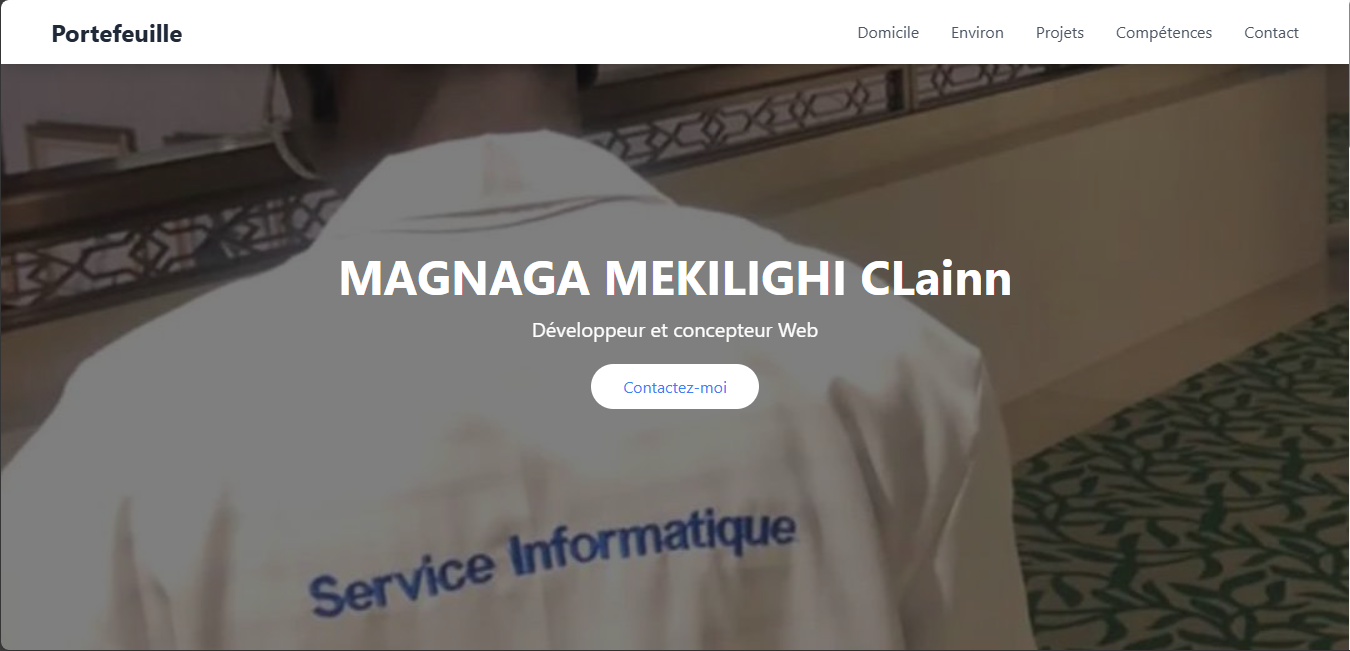 Portefeuille
Domicile Environ Projets Compétences Contact
MAGNAGA MEKILIGHI CLainn
Développeur et concepteur Web
Contactez-moi
Service Informatique